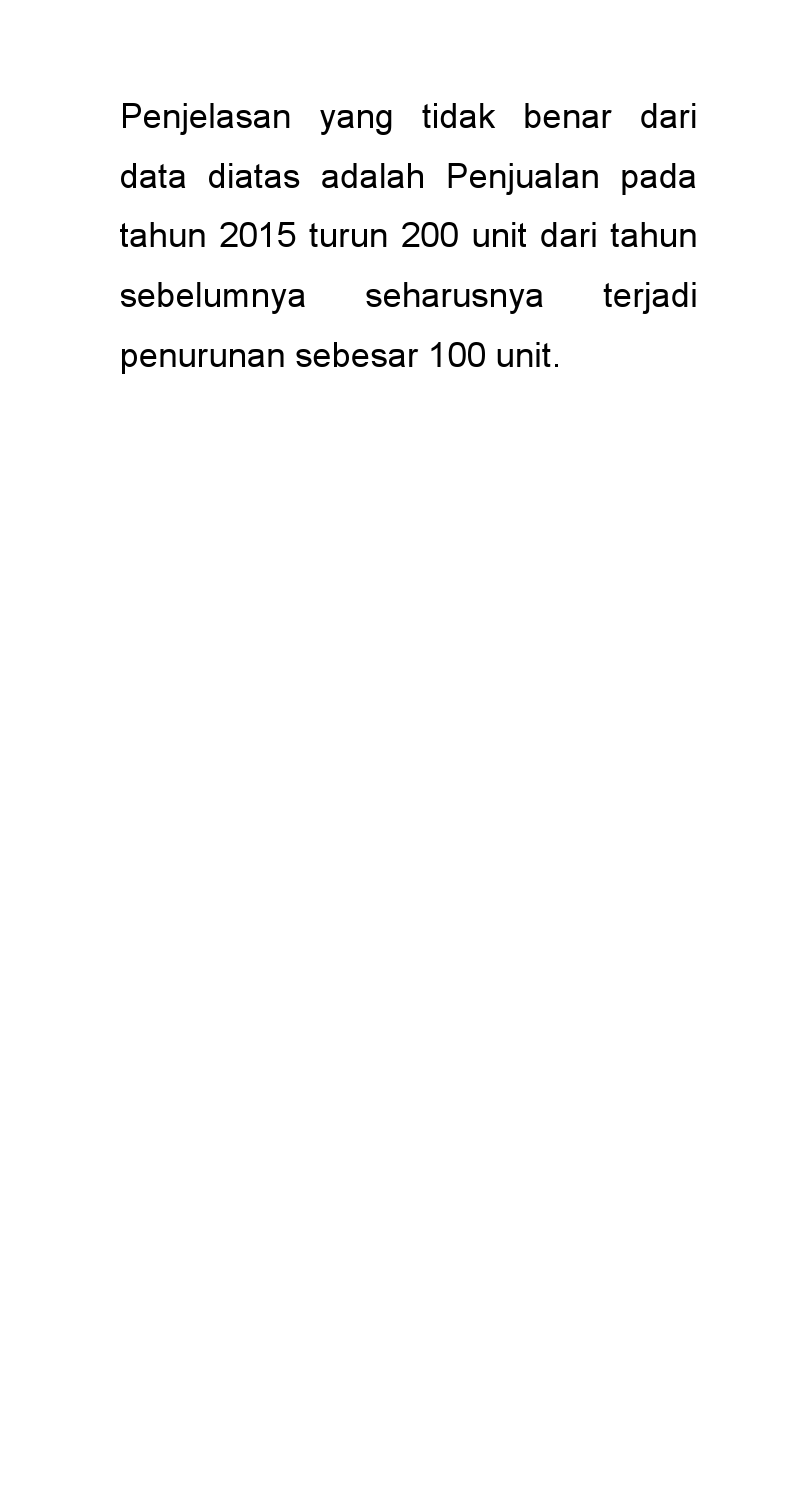 Penjelasan yang tidak benar dari
data diatas adalah Penjualan pada
tahun 2015 turun 200 unit dari tahun
sebelumnya seharusnya terjadi
penurunan sebesar 100 unit.